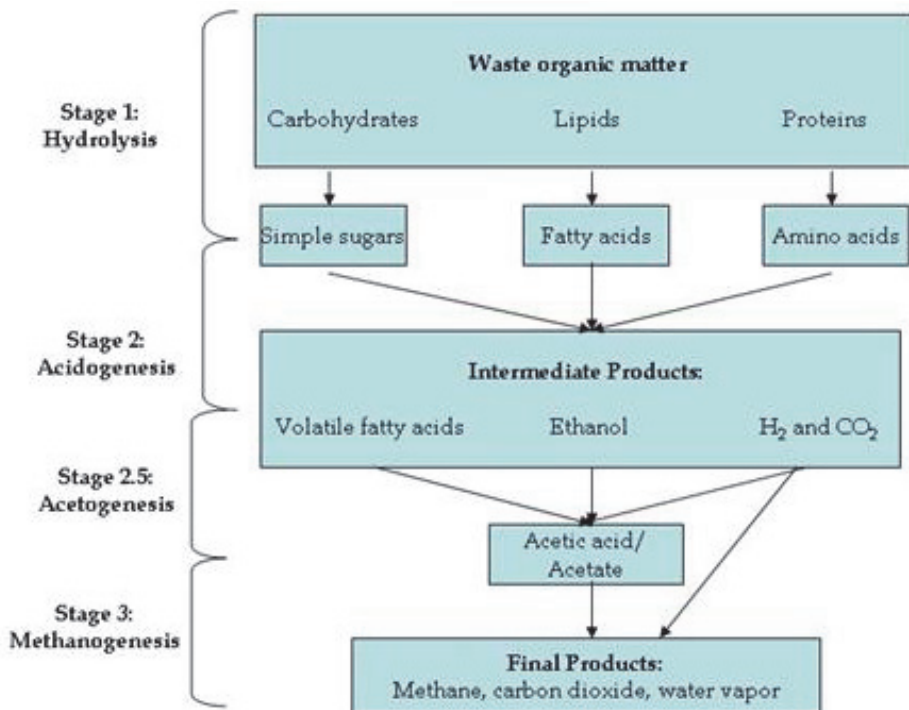 Stage 1:
Hydrolysis
Waste organic matter
Carbohydrates Lipids Proteins
Simple sugars Fatty acids Amino acids
Stage 2:
Acidogenesis
Intermediate Products:
Volatile fatty acids Ethanol H₂ and CO₂
Stage 2.5:
Acetogenesis
Acetic acid/
Acetate
Stage 3:
Methanogenesis
Final Products:
Methane, carbon dioxide, water vapor